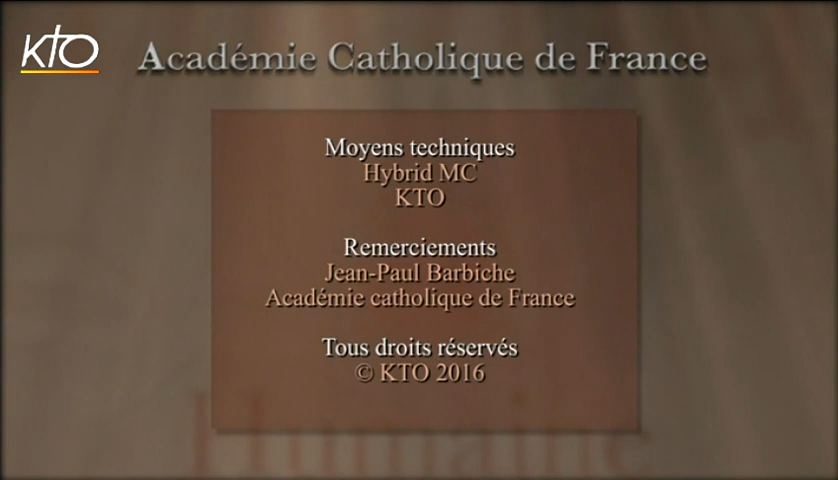 KTO
Académie Catholique de France
Moyens techniques
Hybrid MC
KTO
Remerciements
Jean-Paul Barbiche
Académie catholique de France
Tous droits réservés
© KTO 2016
Humaine